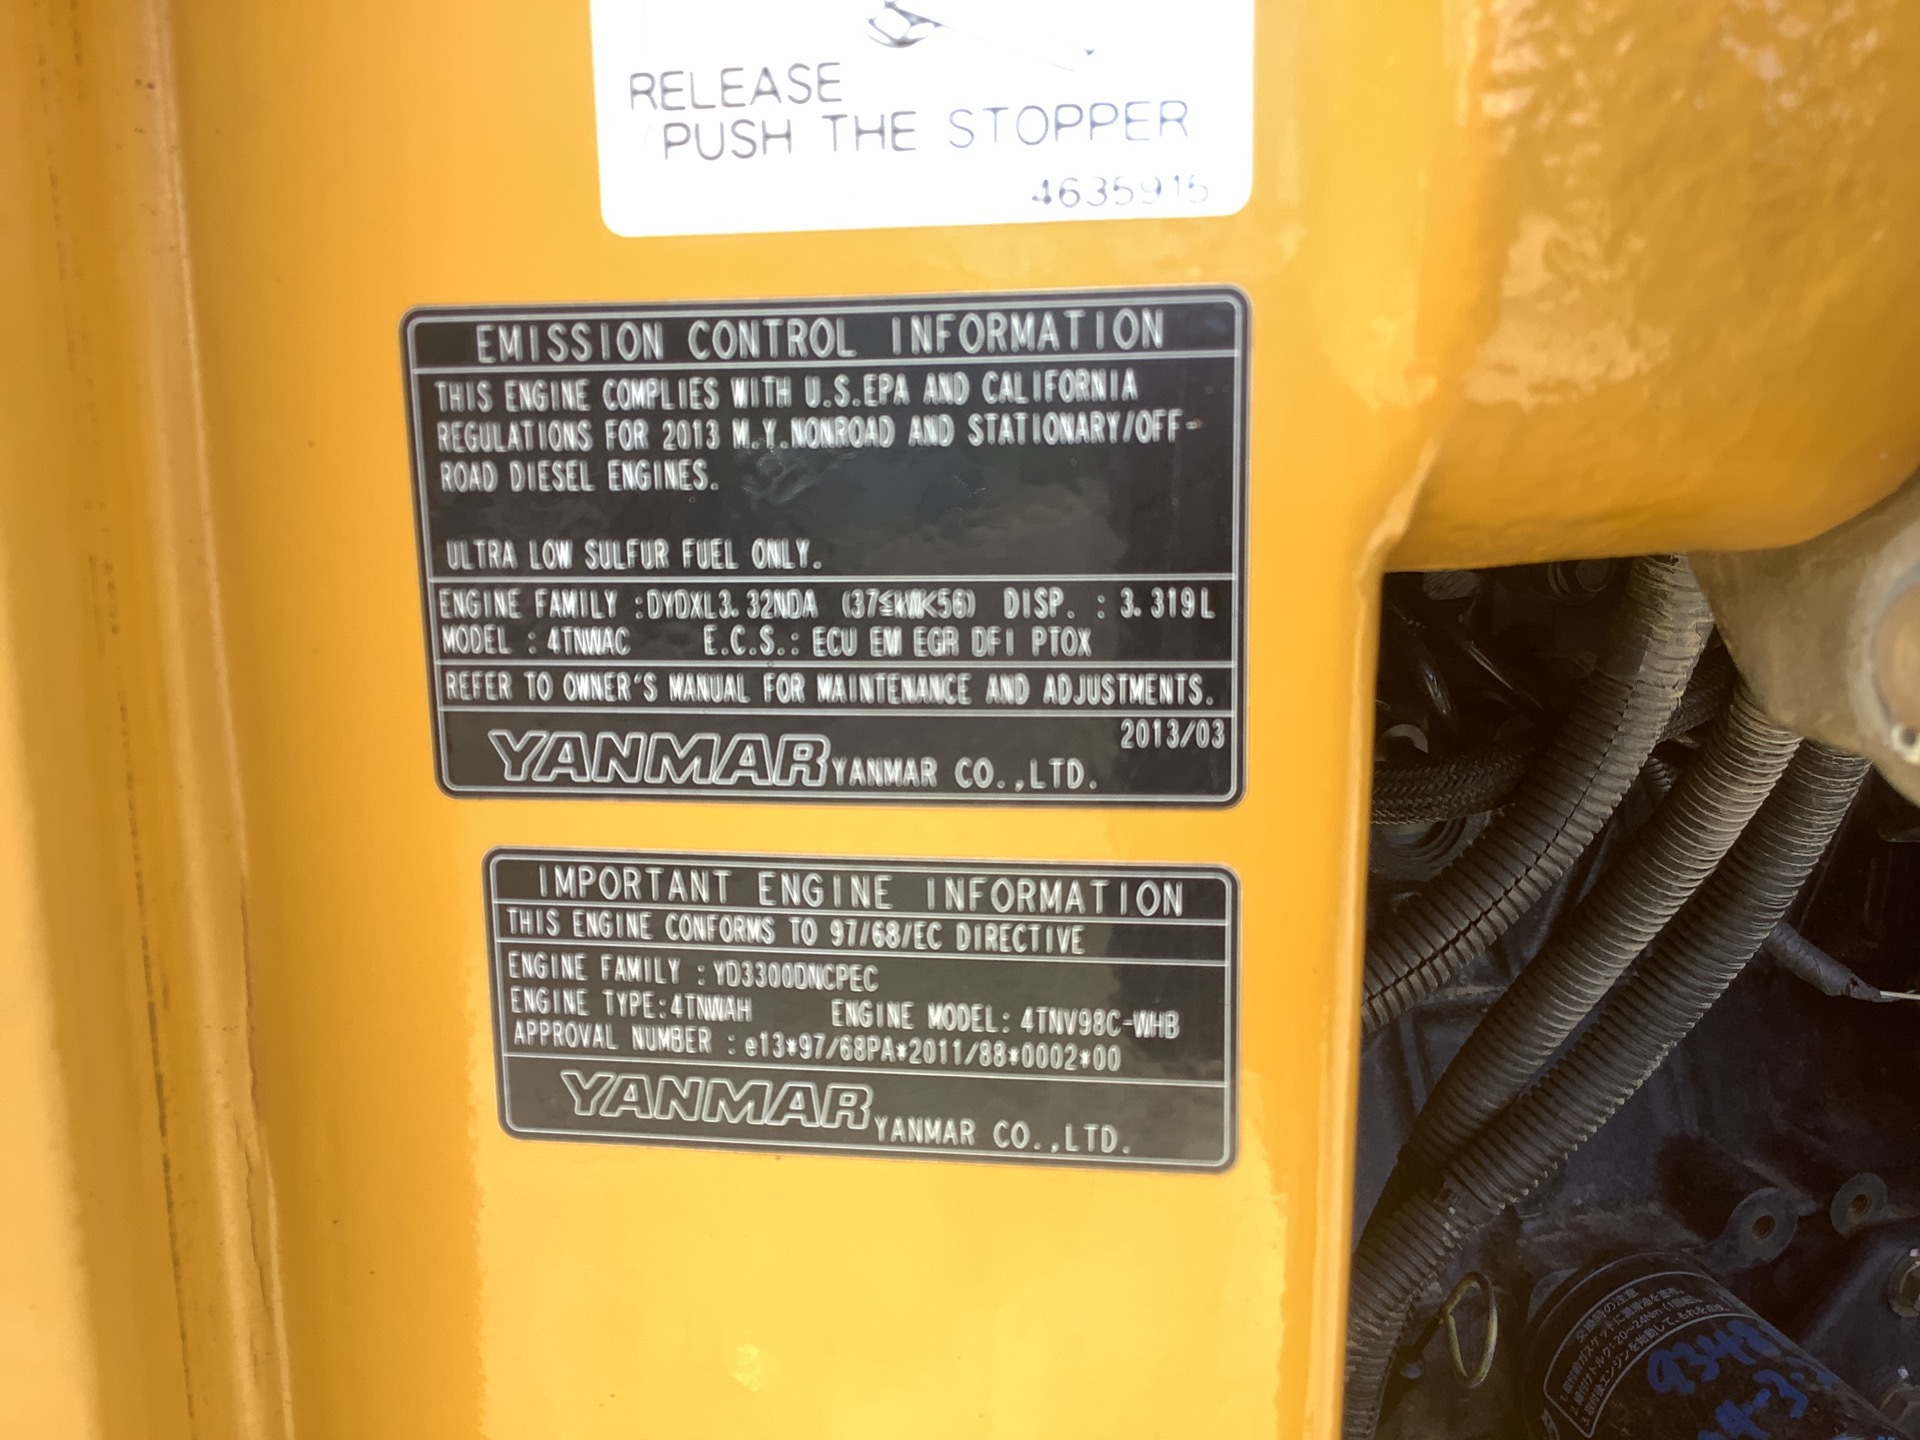 RELEASE
PUSH THE STOPPER
4635915
EMISSION CONTROL INFORMATION
THIS ENGINE COMPLIES WITH U.S.EPA AND CALIFORNIA
REGULATIONS FOR 2013 M.Y.NONROAD AND STATIONARY/OFF-
ROAD DIESEL ENGINES.
ULTRA LOW SULFUR FUEL ONLY.
ENGINE FAMILY :DYDXL3.32NDA (37≦kW<56) DISP. : 3.319L
MODEL : 4TNWAC E.C.S.: ECU EM EGR DFI PTOX
REFER TO OWNER'S MANUAL FOR MAINTENANCE AND ADJUSTMENTS.
2013/03
YANMAR YANMAR CO.,LTD.
IMPORTANT ENGINE INFORMATION
THIS ENGINE CONFORMS TO 97/68/EC DIRECTIVE
ENGINE FAMILY : YD3300DNCPEC
ENGINE TYPE:4TNWAH ENGINE MODEL: 4TNV98C-WHB
APPROVAL NUMBER : e13*97/68PA*2011/88*0002*00
YANMAR YANMAR CO.,LTD.